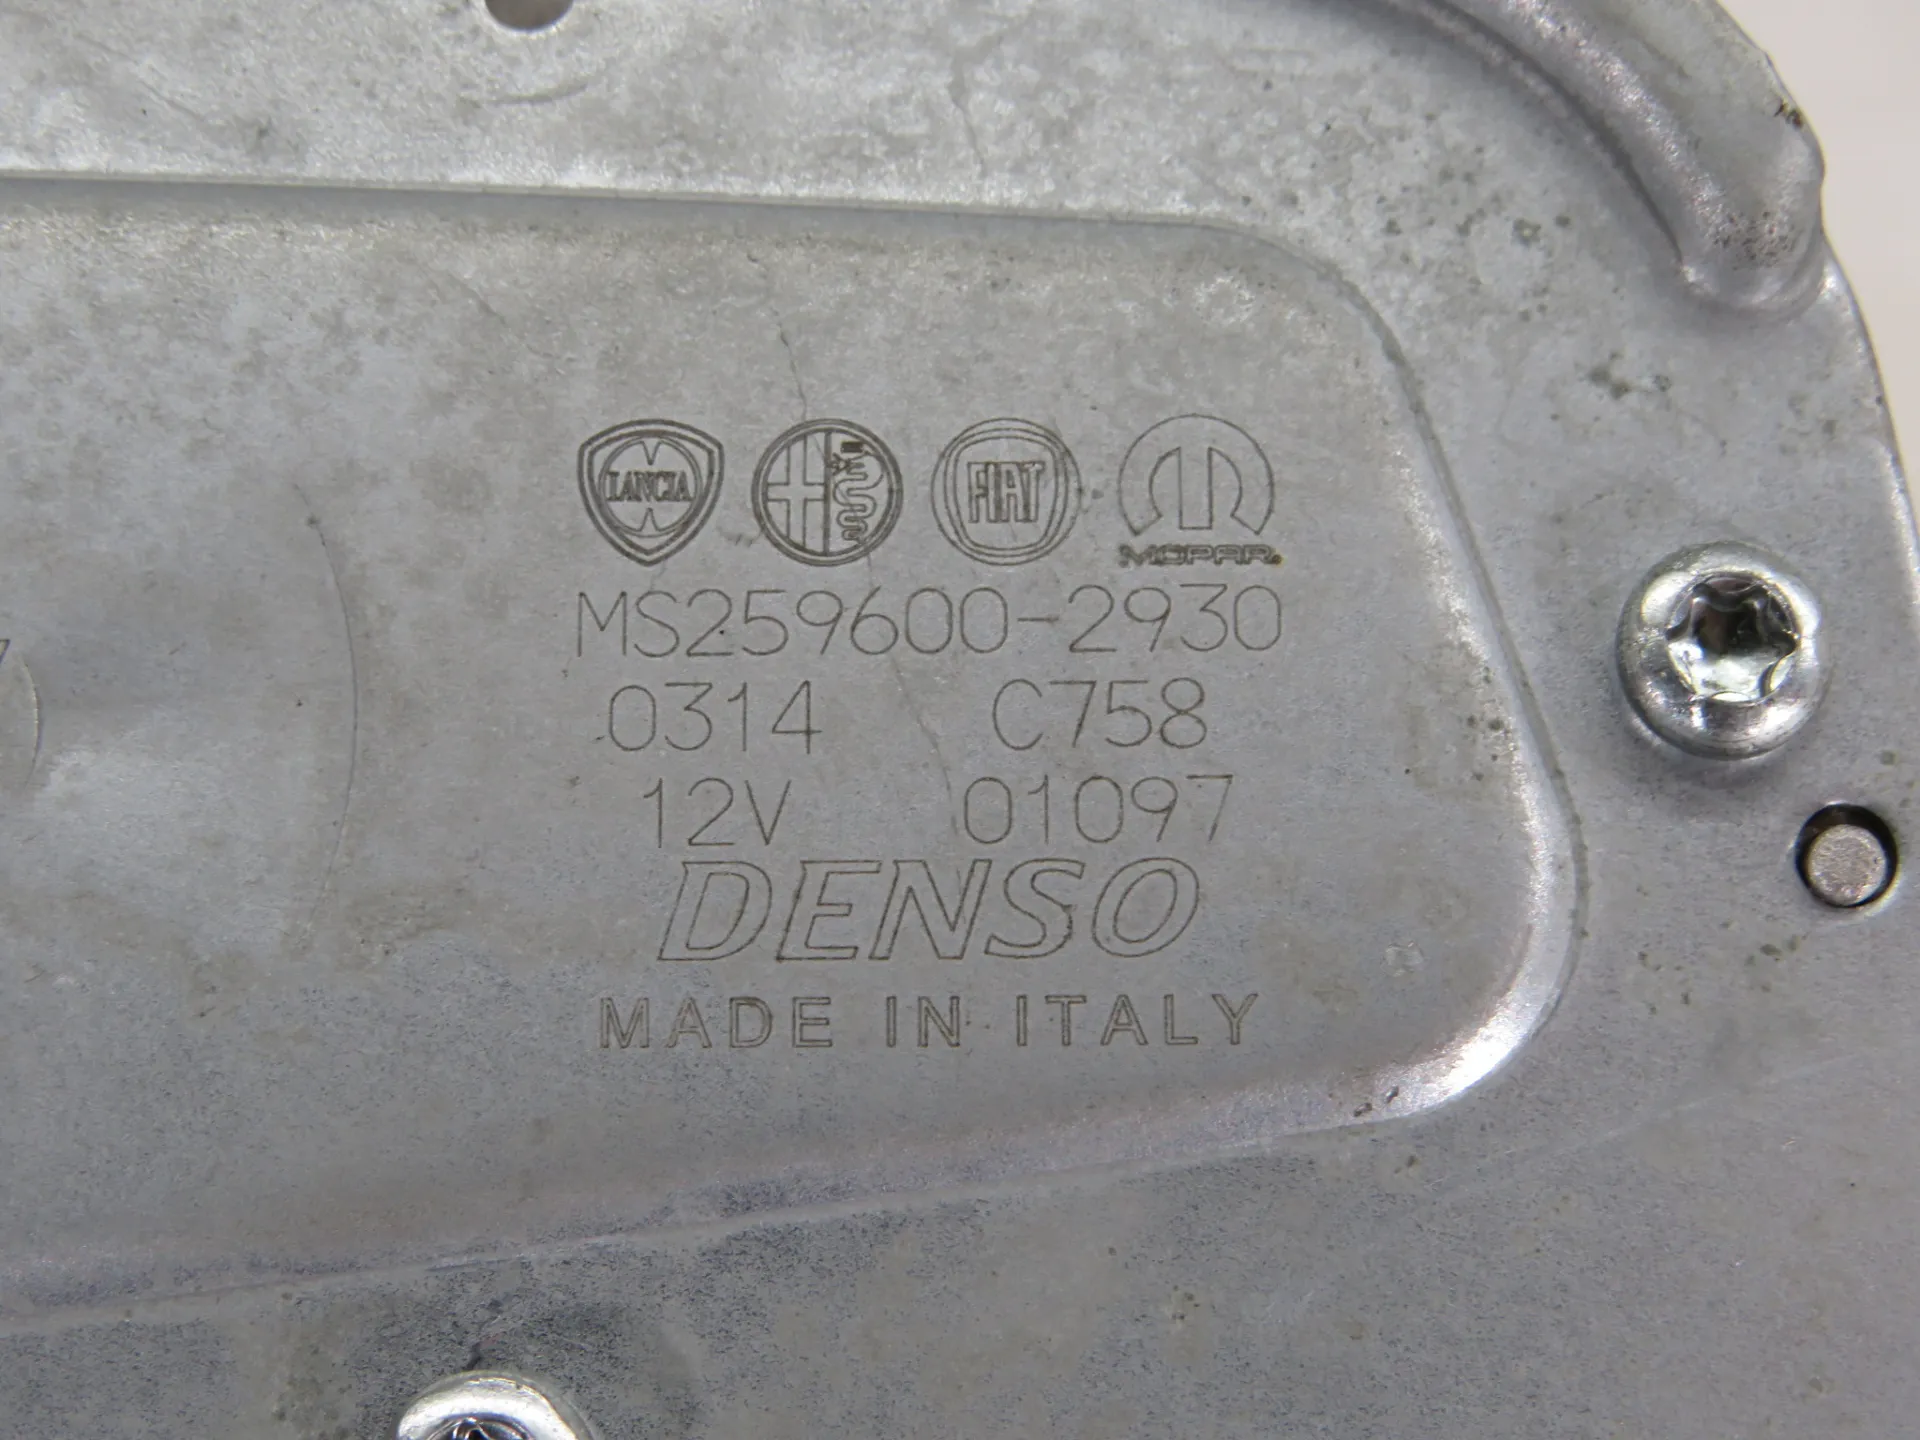 LANCIA FIAT MOPAR
MS259600-2930
0314 C758
12V 01097
DENSO
MADE IN ITALY